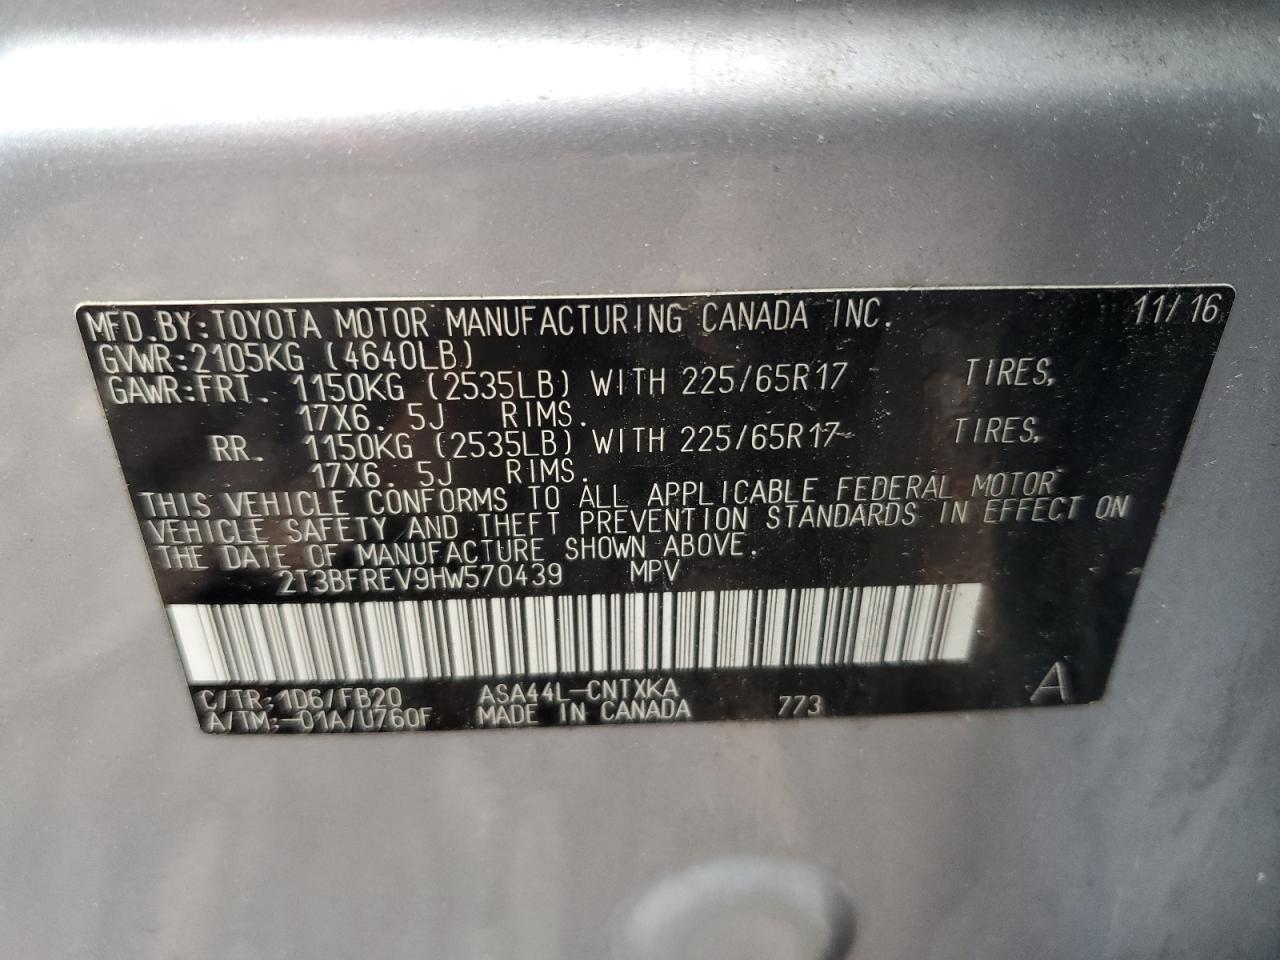 MFD.BY:TOYOTA MOTOR MANUFACTURING CANADA INC. 11/16
GVWR:2105KG (4640LB)
GAWR:FRT. 1150KG (2535LB) WITH 225/65R17 TIRES,
17X6.5J RIMS.
RR. 1150KG (2535LB) WITH 225/65R17 TIRES,
17X6.5J RIMS.
THIS VEHICLE CONFORMS TO ALL APPLICABLE FEDERAL MOTOR
VEHICLE SAFETY AND THEFT PREVENTION STANDARDS IN EFFECT ON
THE DATE OF MANUFACTURE SHOWN ABOVE.
2T3BFREV9HW570439 MPV
C/TR:1D6/FB20 ASA44L-CNTXKA A
A/TM:-01A/U760F MADE IN CANADA 773